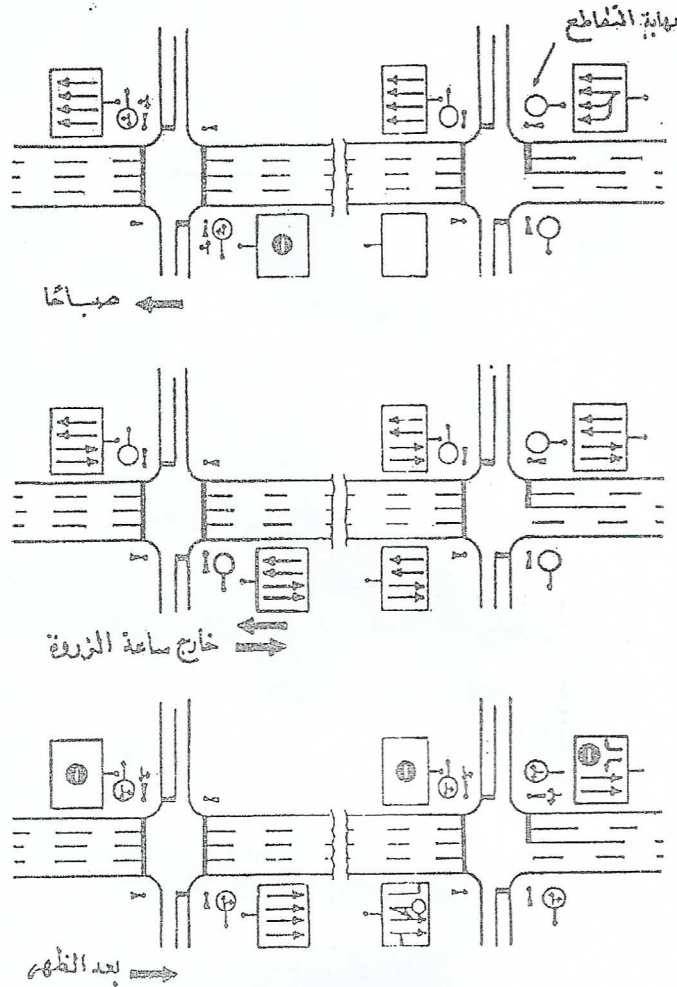 نهاية التقاطع
صباحًا
خارج ساعة الذروة
بعد الظهر